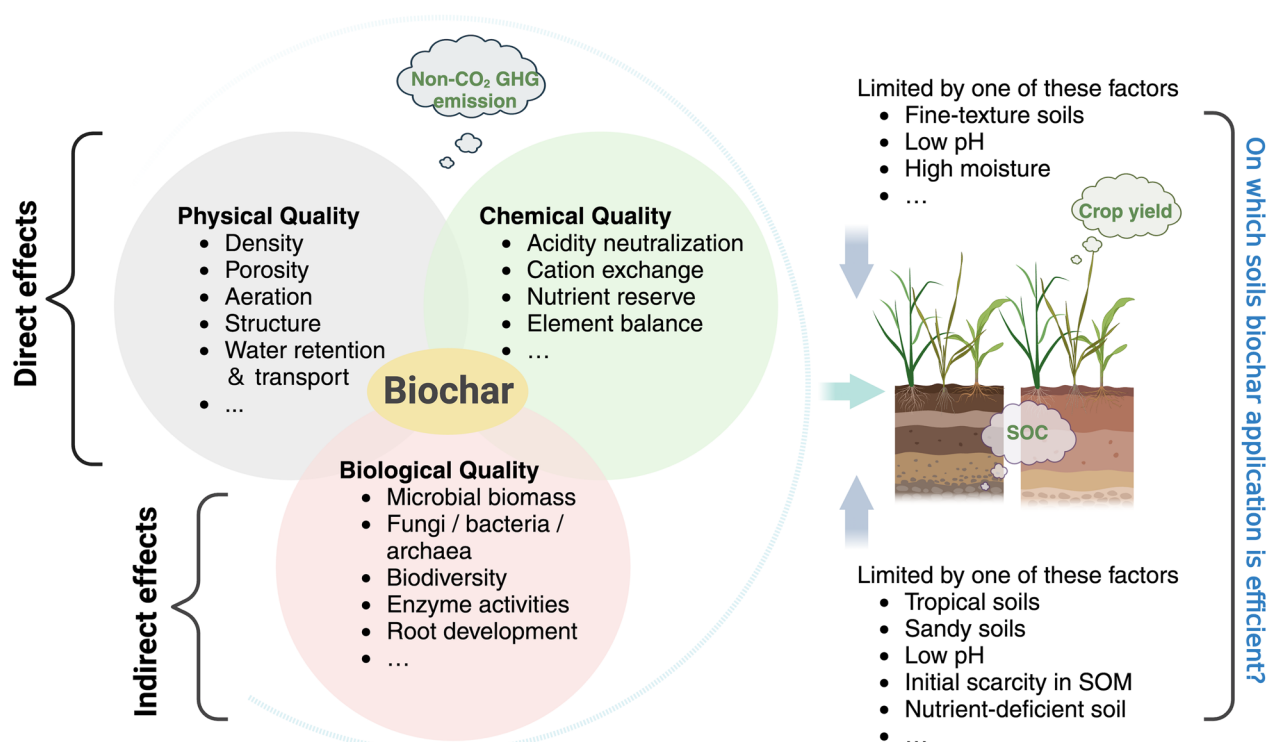 Non-CO₂ GHG
emission
Direct effects
Physical Quality
• Density
• Porosity
• Aeration
• Structure
• Water retention
& transport
• ...
Chemical Quality
• Acidity neutralization
• Cation exchange
• Nutrient reserve
• Element balance
• ...
Biochar
Indirect effects
Biological Quality
• Microbial biomass
• Fungi / bacteria /
archaea
• Biodiversity
• Enzyme activities
• Root development
• ...
Limited by one of these factors
• Fine-texture soils
• Low pH
• High moisture
• ...
Crop yield
SOC
Limited by one of these factors
• Tropical soils
• Sandy soils
• Low pH
• Initial scarcity in SOM
• Nutrient-deficient soil
• ...
On which soils biochar application is efficient?